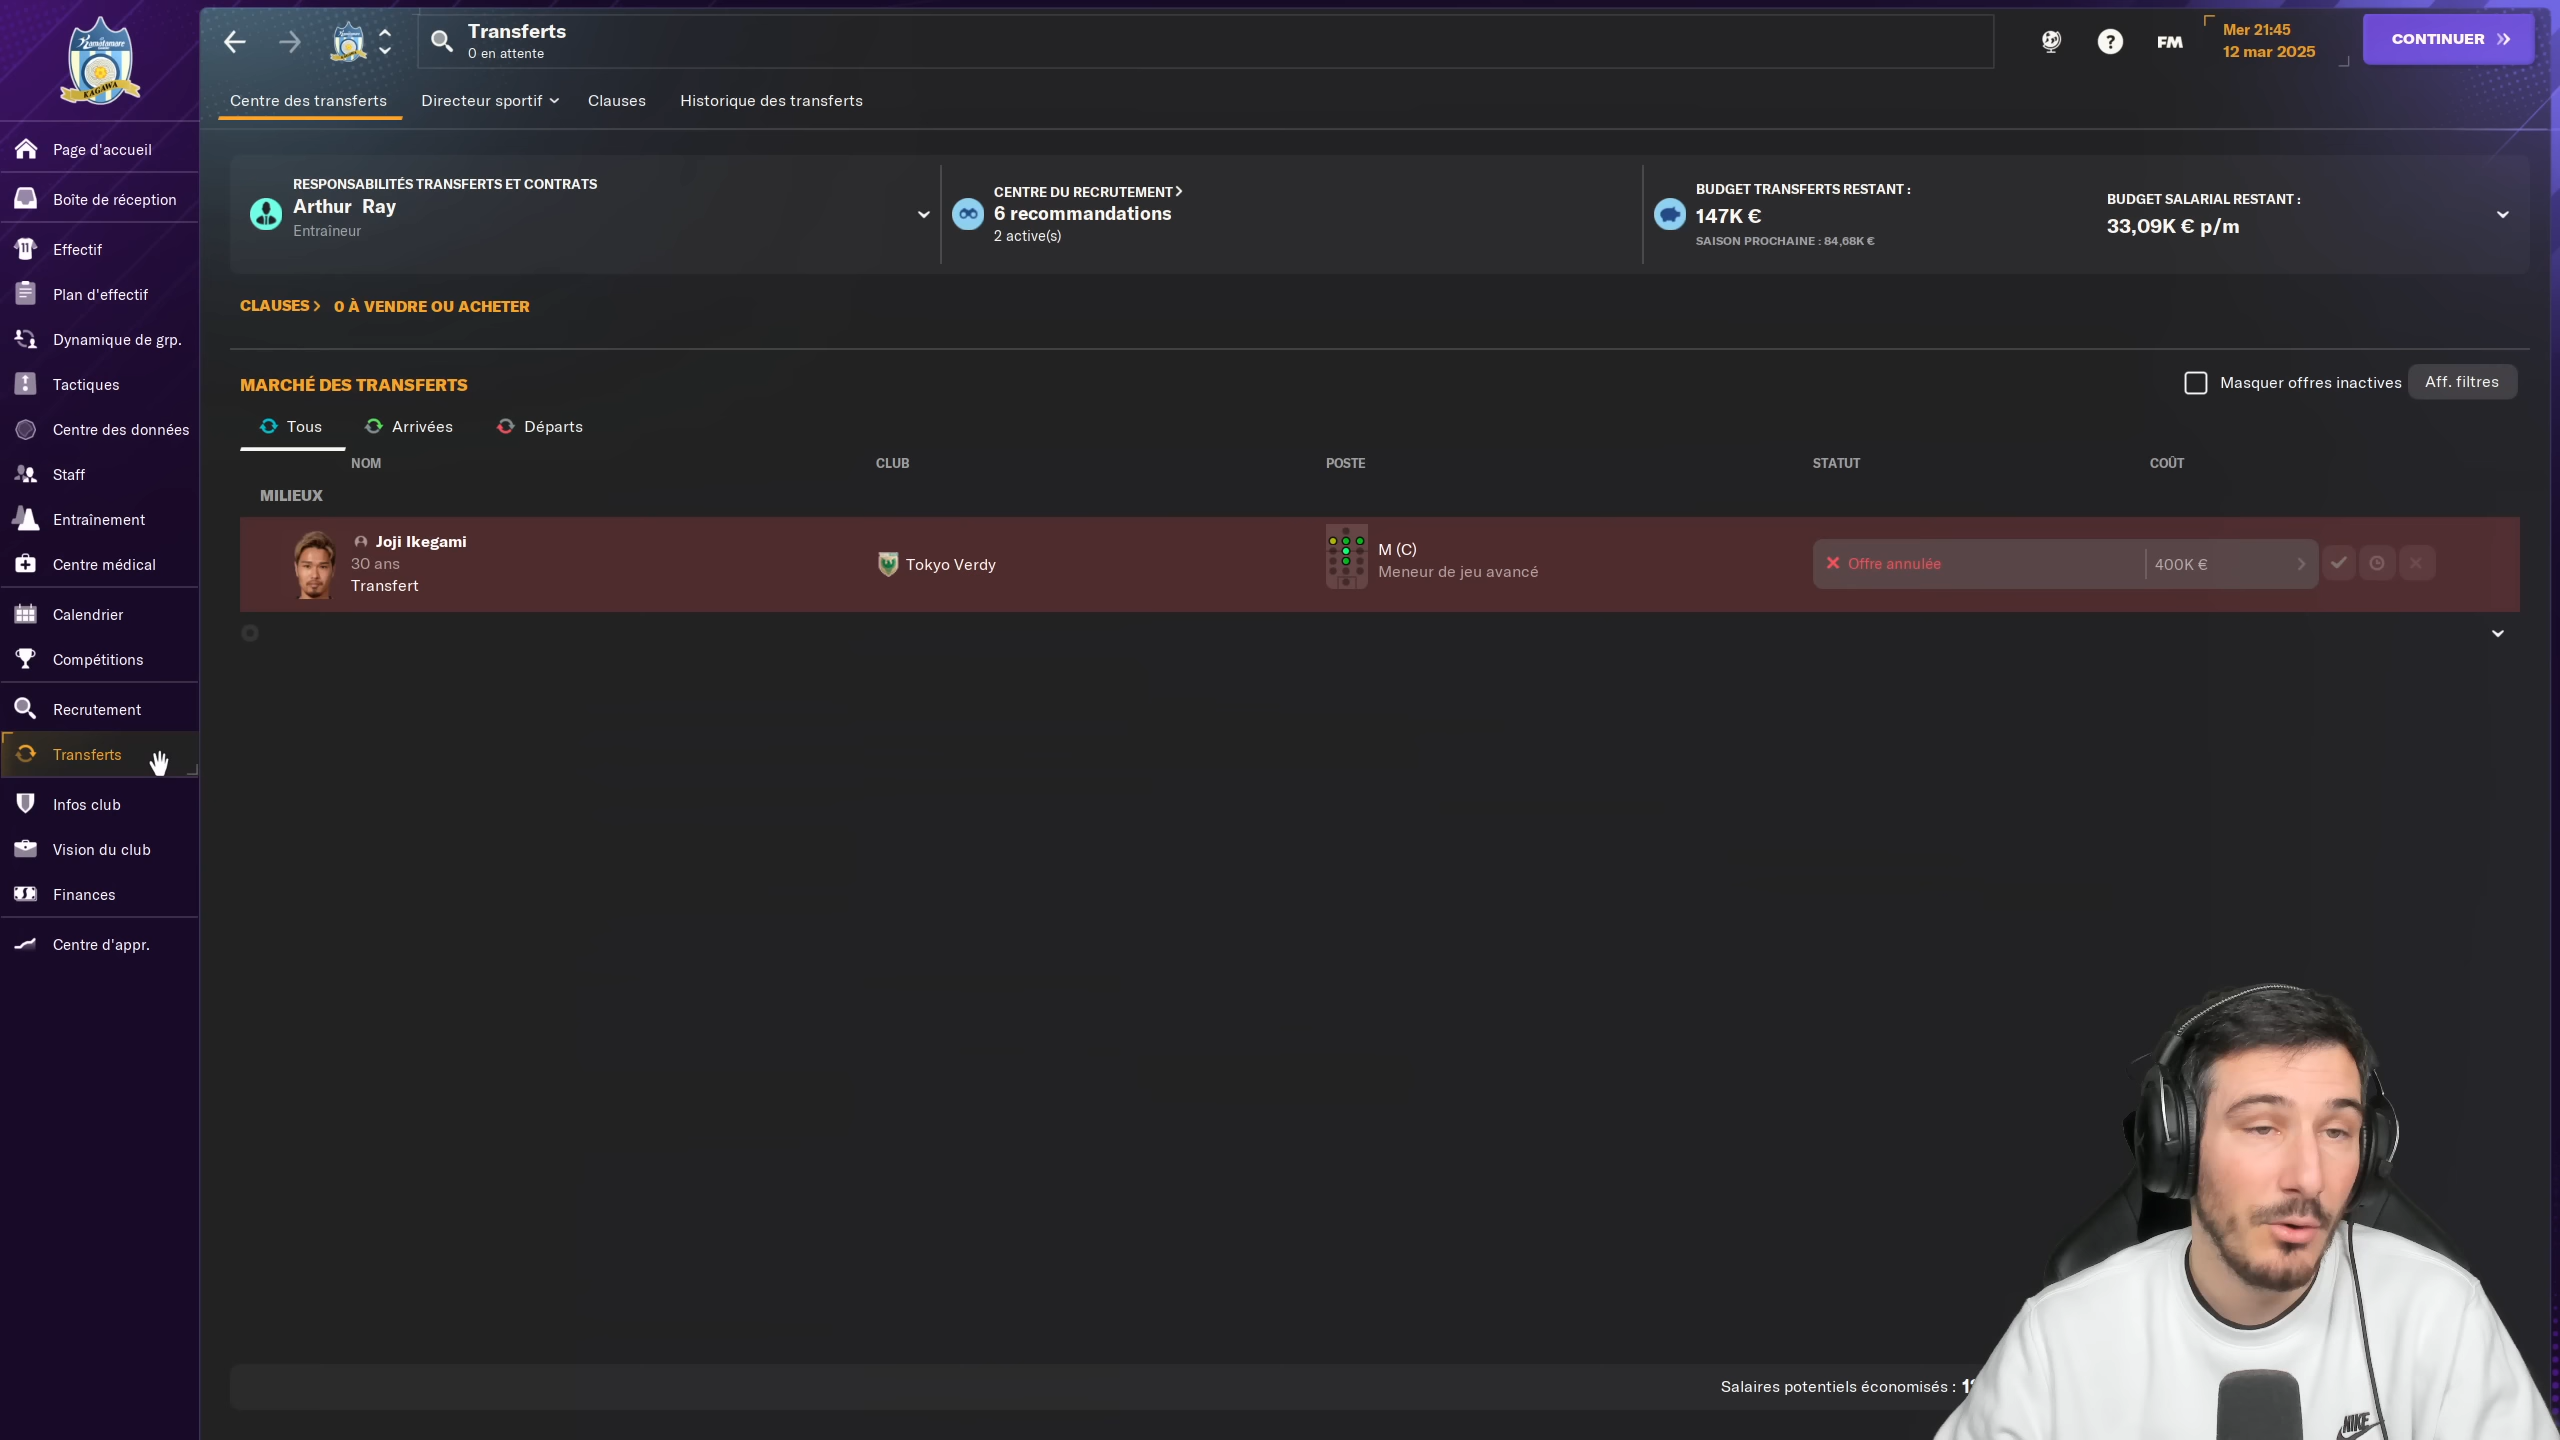 Kamatamare
KAGAWA
Page d'accueil
Boîte de réception
Effectif
Plan d'effectif
Dynamique de grp.
Tactiques
Centre des données
Staff
Entraînement
Centre médical
Calendrier
Compétitions
Recrutement
Transferts
Infos club
Vision du club
Finances
Centre d'appr.
Transferts
0 en attente
FM
Mer 21:45
12 mar 2025
CONTINUER
Centre des transferts
Directeur sportif
Clauses
Historique des transferts
RESPONSABILITÉS TRANSFERTS ET CONTRATS
Arthur Ray
Entraîneur
CENTRE DU RECRUTEMENT >
6 recommandations
2 active(s)
BUDGET TRANSFERTS RESTANT :
147K €
SAISON PROCHAINE : 84,68K €
BUDGET SALARIAL RESTANT :
33,09K € p/m
CLAUSES > 0 À VENDRE OU ACHETER
MARCHÉ DES TRANSFERTS
Masquer offres inactives
Aff. filtres
Tous
Arrivées
Départs
NOM CLUB POSTE STATUT COÛT
MILIEUX
Joji Ikegami
30 ans
Transfert
Tokyo Verdy
M (C)
Meneur de jeu avancé
Offre annulée
400K €
Salaires potentiels économisés :
NIKE